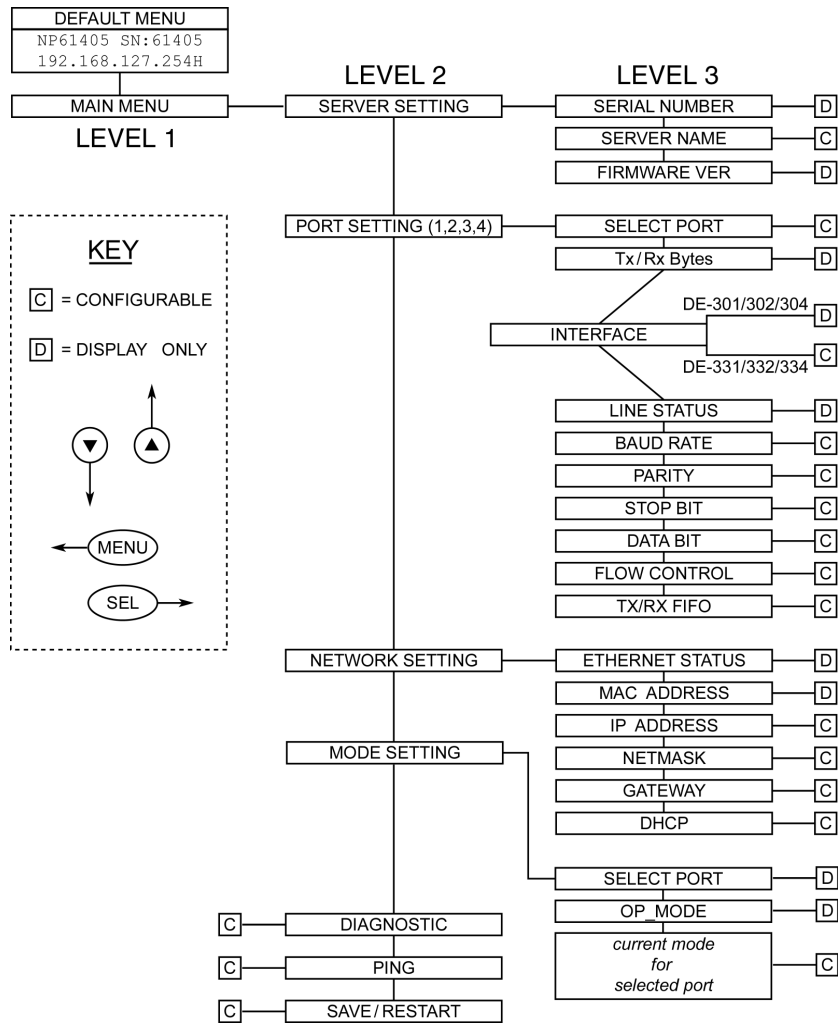 DEFAULT MENU
NP61405 SN:61405
192.168.127.254H
MAIN MENU
LEVEL 1
LEVEL 2
LEVEL 3
SERVER SETTING
SERIAL NUMBER
D
SERVER NAME
C
FIRMWARE VER
D
KEY
C = CONFIGURABLE
D = DISPLAY ONLY
MENU
SEL
PORT SETTING (1,2,3,4)
SELECT PORT
C
Tx/Rx Bytes
D
INTERFACE
DE-301/302/304
D
DE-331/332/334
C
LINE STATUS
D
BAUD RATE
C
PARITY
C
STOP BIT
C
DATA BIT
C
FLOW CONTROL
C
TX/RX FIFO
C
NETWORK SETTING
ETHERNET STATUS
D
MAC ADDRESS
D
IP ADDRESS
C
NETMASK
C
GATEWAY
C
DHCP
C
MODE SETTING
SELECT PORT
D
OP_MODE
D
current mode
for
selected port
C
C
DIAGNOSTIC
C
PING
C
SAVE/RESTART